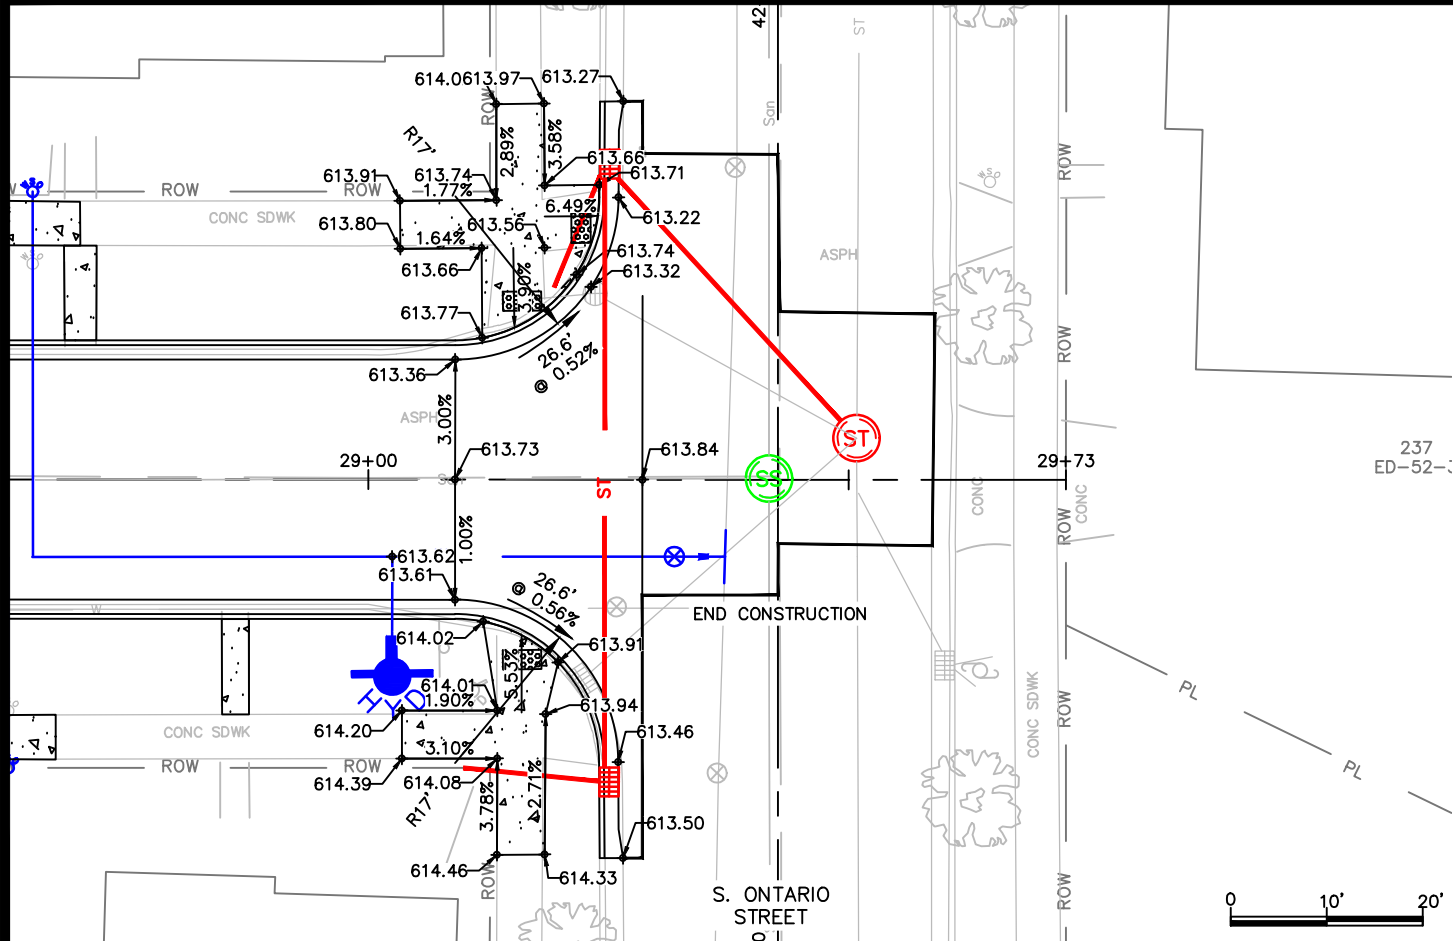 42
ST
San
614.06
613.97
613.27
ROW
R17'
2.89%
3.58%
613.66
613.71
613.91
613.74
1.77%
ROW
ROW
CONC SDWK
613.80
1.64%
613.56
6.49%
613.22
613.66
613.74
613.32
3.90%
ASPH
ROW
613.77
26.6'
@ 0.52%
613.36
ASPH
3.00%
ROW
613.73
613.84
29+00
29+73
ST
ST
SS
237
ED-52-
CONC
CONC
ROW
1.00%
613.62
613.61
26.6'
@ 0.56%
END CONSTRUCTION
W
614.02
613.91
HYD
614.01
5.53%
1.90%
613.94
614.20
CONC SDWK
613.46
3.10%
ROW
ROW
614.39
614.08
R17'
3.78%
2.71%
613.50
614.46
614.33
ROW
CONC SDWK
ROW
PL
PL
ROW
S. ONTARIO
STREET
0
10'
20'